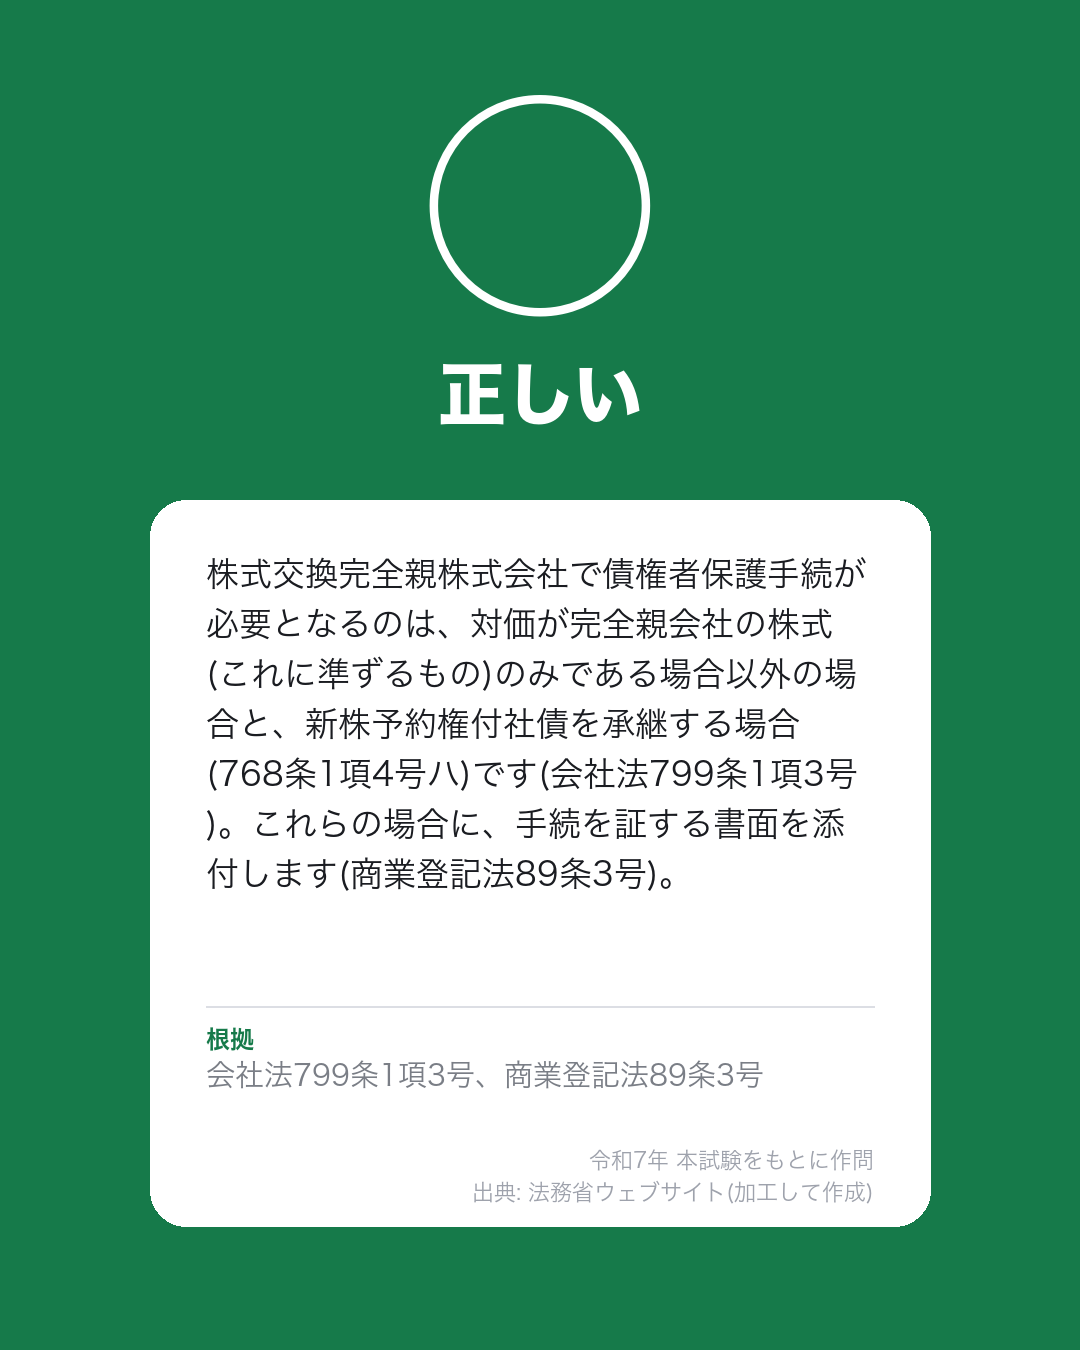 正しい
株式交換完全親株式会社で債権者保護手続が
必要となるのは、対価が完全親会社の株式
(これに準ずるもの)のみである場合以外の場
合と、新株予約権付社債を承継する場合
(768条1項4号ハ)です(会社法799条1項3号
)。これらの場合に、手続を証する書面を添
付します(商業登記法89条3号)。
根拠
会社法799条1項3号、商業登記法89条3号
令和7年 本試験をもとに作問
出典: 法務省ウェブサイト(加工して作成)